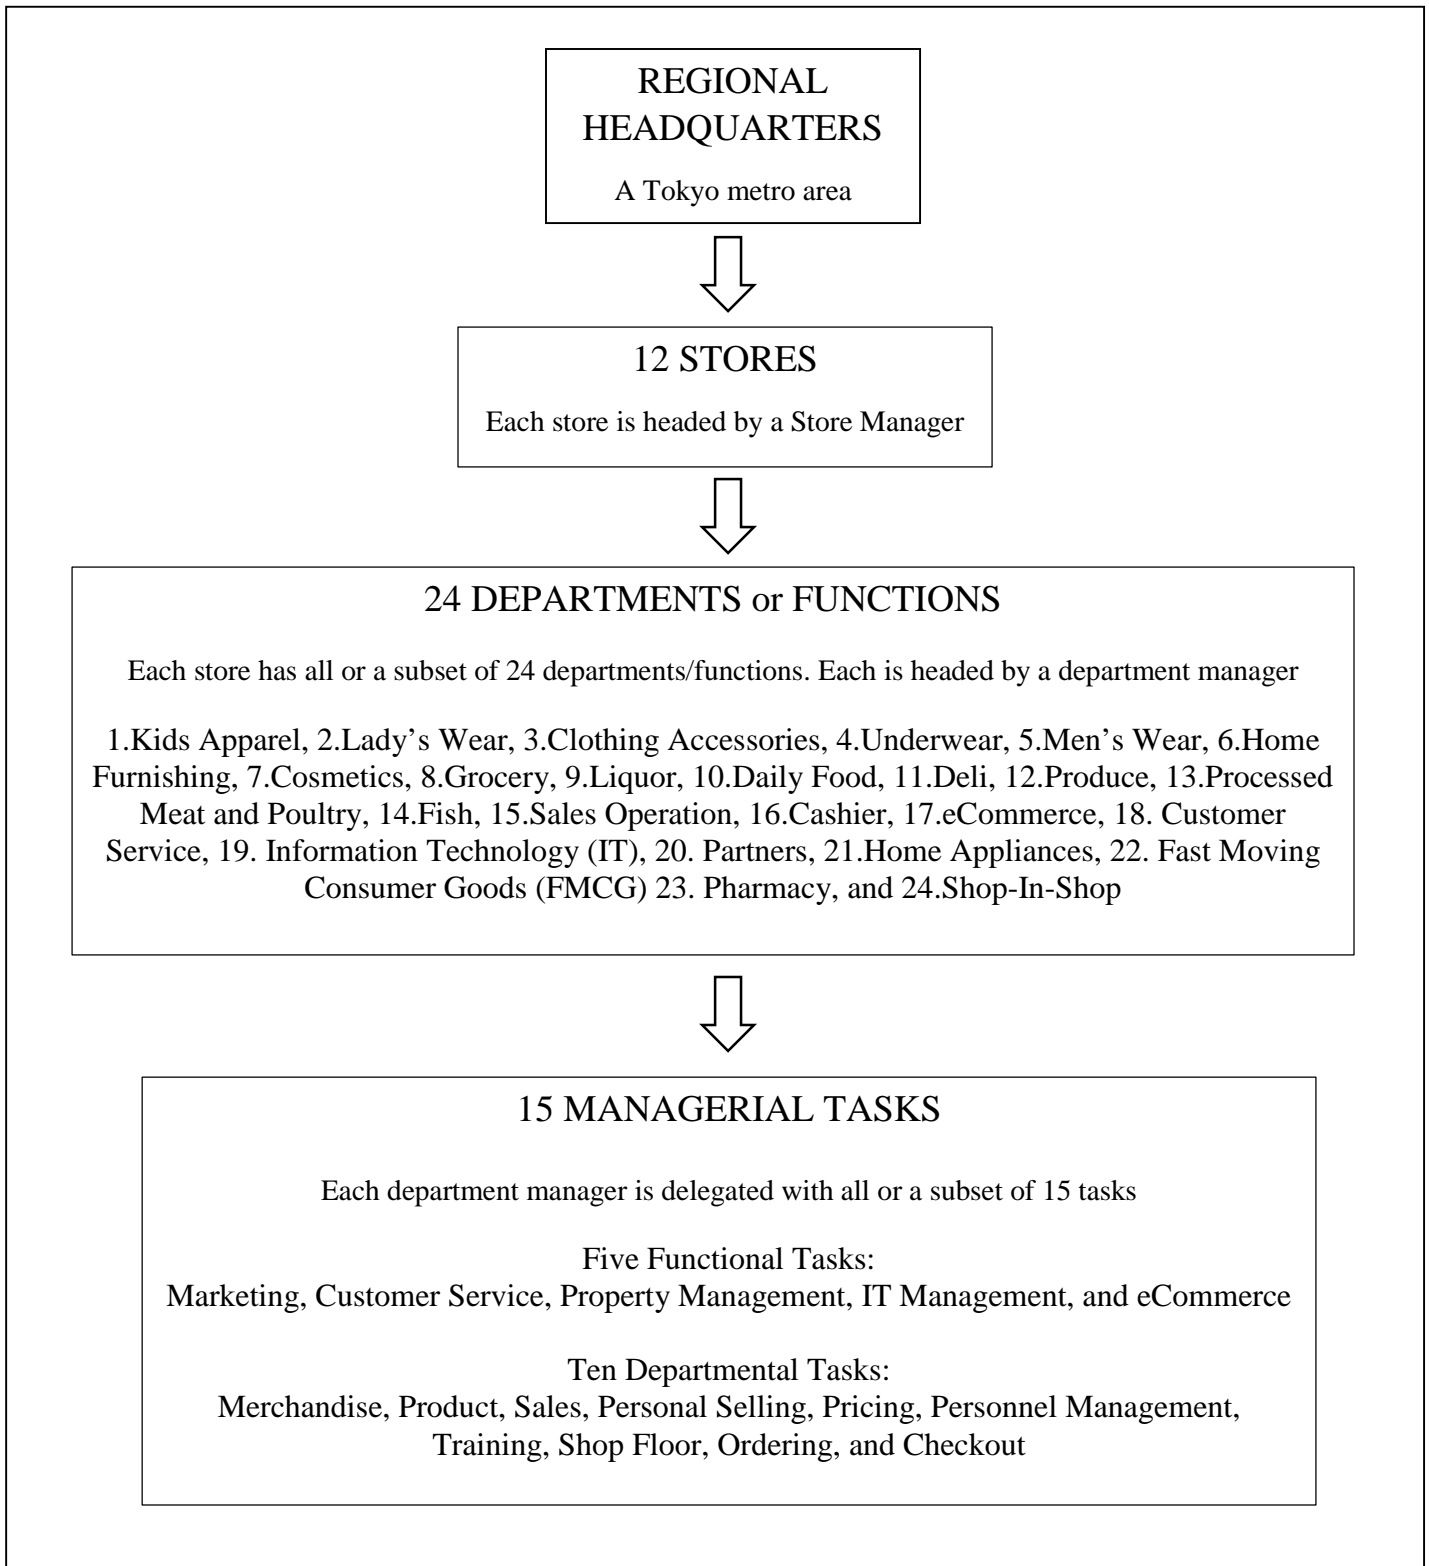 REGIONAL
HEADQUARTERS
A Tokyo metro area
12 STORES
Each store is headed by a Store Manager
24 DEPARTMENTS or FUNCTIONS
Each store has all or a subset of 24 departments/functions. Each is headed by a department manager
1.Kids Apparel, 2.Lady’s Wear, 3.Clothing Accessories, 4.Underwear, 5.Men’s Wear, 6.Home
Furnishing, 7.Cosmetics, 8.Grocery, 9.Liquor, 10.Daily Food, 11.Deli, 12.Produce, 13.Processed
Meat and Poultry, 14.Fish, 15.Sales Operation, 16.Cashier, 17.eCommerce, 18. Customer
Service, 19. Information Technology (IT), 20. Partners, 21.Home Appliances, 22. Fast Moving
Consumer Goods (FMCG) 23. Pharmacy, and 24.Shop-In-Shop
15 MANAGERIAL TASKS
Each department manager is delegated with all or a subset of 15 tasks
Five Functional Tasks:
Marketing, Customer Service, Property Management, IT Management, and eCommerce
Ten Departmental Tasks:
Merchandise, Product, Sales, Personal Selling, Pricing, Personnel Management,
Training, Shop Floor, Ordering, and Checkout